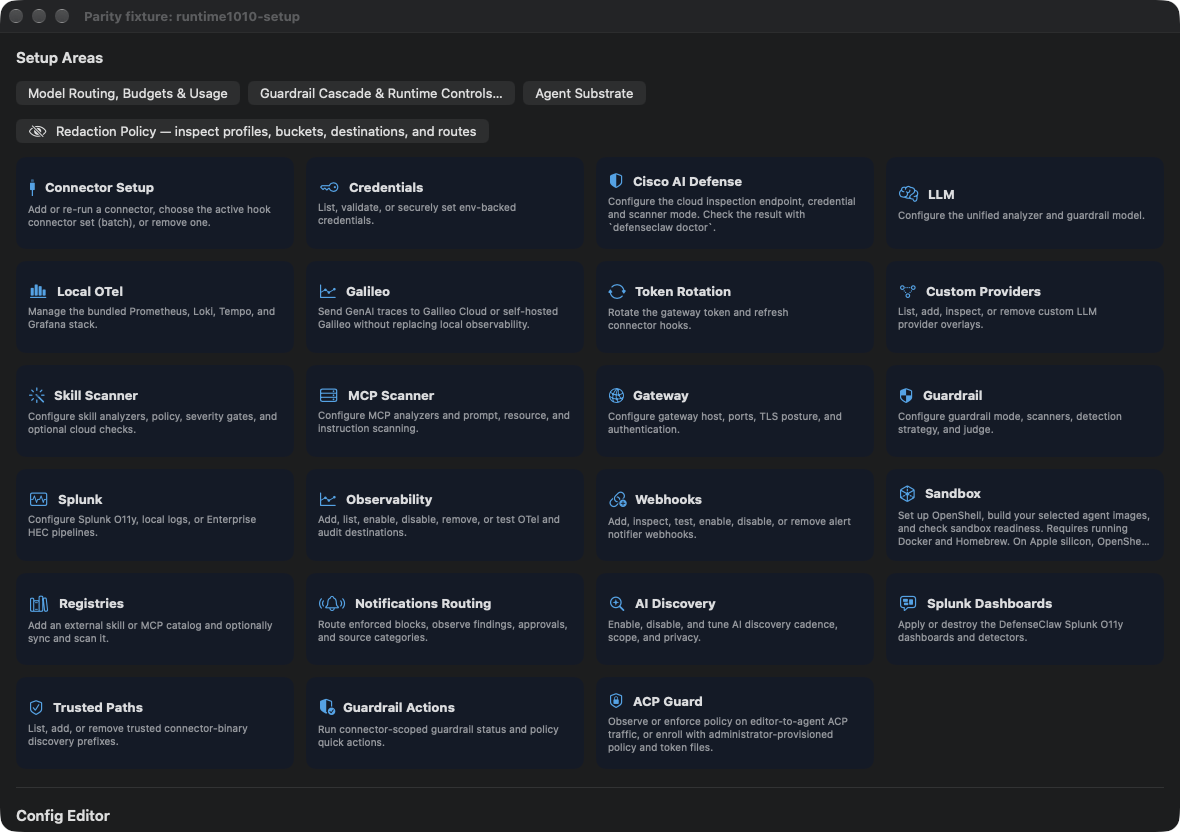 Parity fixture: runtime1010-setup
Setup Areas
Model Routing, Budgets & Usage
Guardrail Cascade & Runtime Controls...
Agent Substrate
Redaction Policy — inspect profiles, buckets, destinations, and routes
Connector Setup
Add or re-run a connector, choose the active hook
connector set (batch), or remove one.
Credentials
List, validate, or securely set env-backed
credentials.
Cisco AI Defense
Configure the cloud inspection endpoint, credential
and scanner mode. Check the result with
`defenseclaw doctor`.
LLM
Configure the unified analyzer and guardrail model.
Local OTel
Manage the bundled Prometheus, Loki, Tempo, and
Grafana stack.
Galileo
Send GenAI traces to Galileo Cloud or self-hosted
Galileo without replacing local observability.
Token Rotation
Rotate the gateway token and refresh
connector hooks.
Custom Providers
List, add, inspect, or remove custom LLM
provider overlays.
Skill Scanner
Configure skill analyzers, policy, severity gates, and
optional cloud checks.
MCP Scanner
Configure MCP analyzers and prompt, resource, and
instruction scanning.
Gateway
Configure gateway host, ports, TLS posture, and
authentication.
Guardrail
Configure guardrail mode, scanners, detection
strategy, and judge.
Splunk
Configure Splunk O11y, local logs, or Enterprise
HEC pipelines.
Observability
Add, list, enable, disable, remove, or test OTel and
audit destinations.
Webhooks
Add, inspect, test, enable, disable, or remove alert
notifier webhooks.
Sandbox
Set up OpenShell, build your selected agent images,
and check sandbox readiness. Requires running
Docker and Homebrew. On Apple silicon, OpenShe...
Registries
Add an external skill or MCP catalog and optionally
sync and scan it.
Notifications Routing
Route enforced blocks, observe findings, approvals,
and source categories.
AI Discovery
Enable, disable, and tune AI discovery cadence,
scope, and privacy.
Splunk Dashboards
Apply or destroy the DefenseClaw Splunk O11y
dashboards and detectors.
Trusted Paths
List, add, or remove trusted connector-binary
discovery prefixes.
Guardrail Actions
Run connector-scoped guardrail status and policy
quick actions.
ACP Guard
Observe or enforce policy on editor-to-agent ACP
traffic, or enroll with administrator-provisioned
policy and token files.
Config Editor